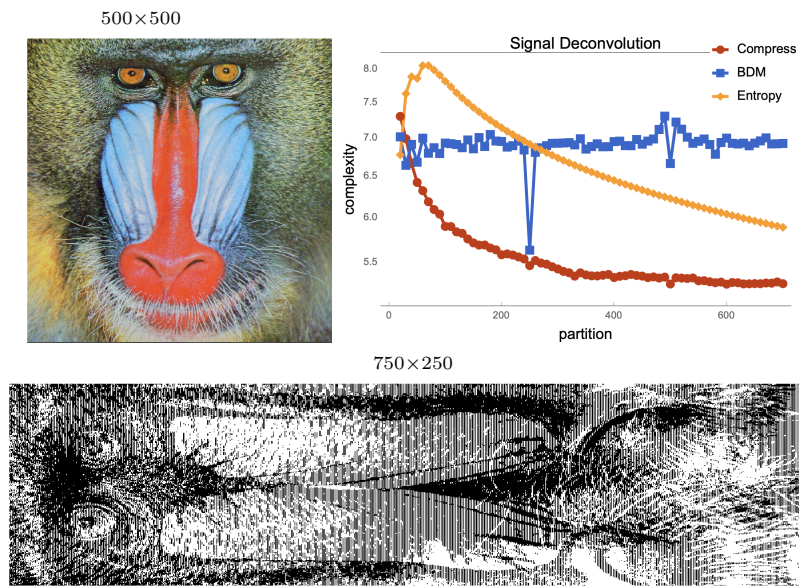 500×500
Signal Deconvolution
Compress
BDM
Entropy
complexity
8.0
7.5
7.0
6.5
6.0
5.5
0 200 400 600
partition
750×250